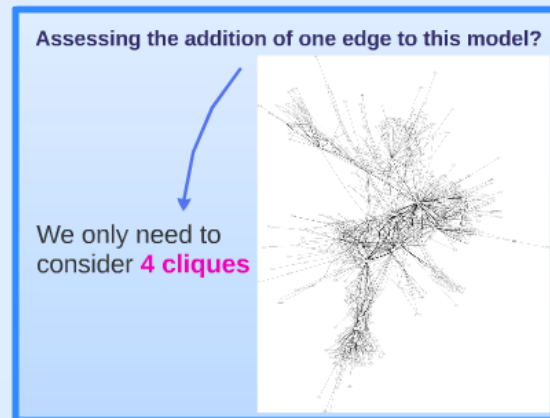 Assessing the addition of one edge to this model?
We only need to
consider 4 cliques